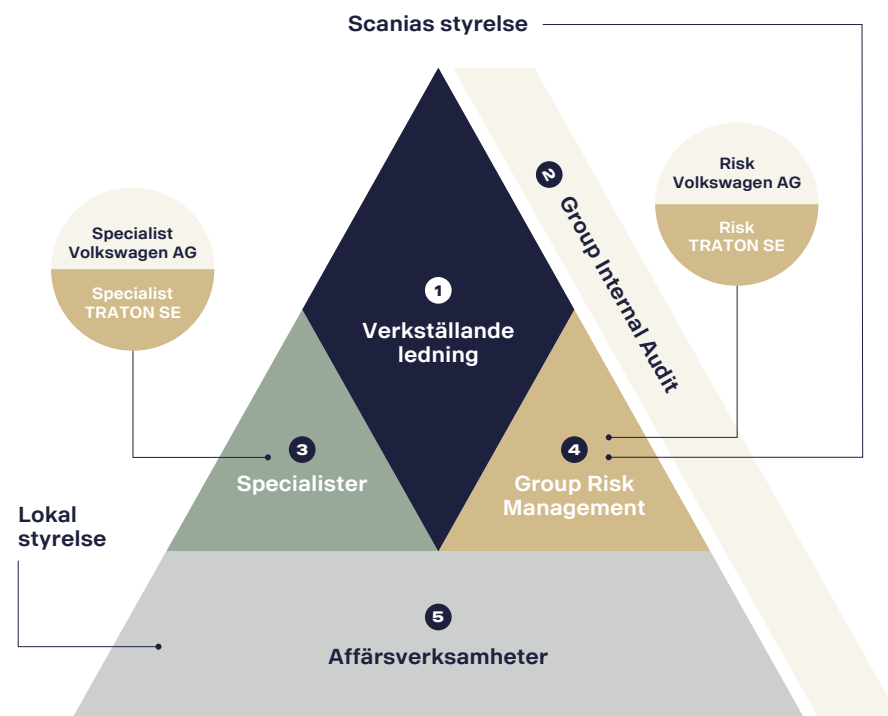 Scanias styrelse
2
Group Internal Audit
Risk
Volkswagen AG
Risk
TRATON SE
Specialist
Volkswagen AG
Specialist
TRATON SE
1
Verkställande
ledning
3
Specialister
4
Group Risk
Management
Lokal
styrelse
5
Affärsverksamheter